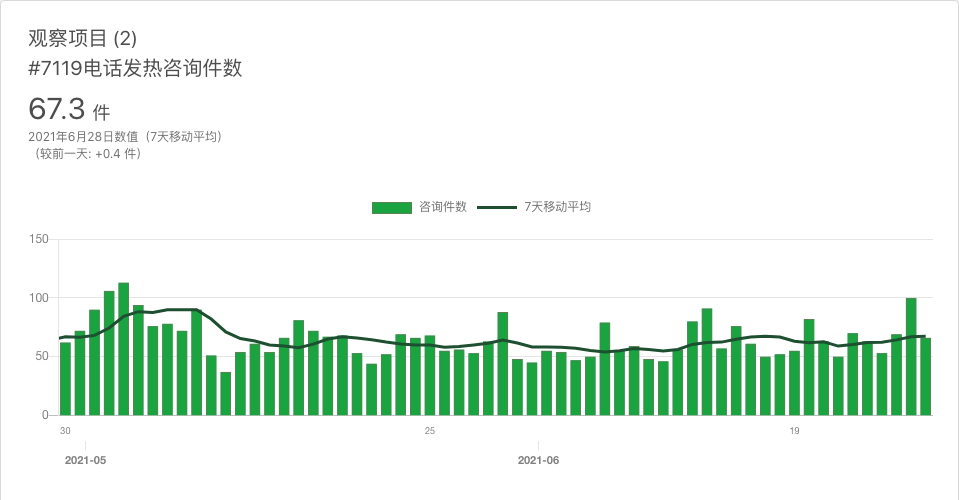 观察项目 (2)
#7119电话发热咨询件数
67.3 件
2021年6月28日数值（7天移动平均）
（较前一天: +0.4 件）
咨询件数 7天移动平均
150
100
50
0
30 25 19
2021-05 2021-06